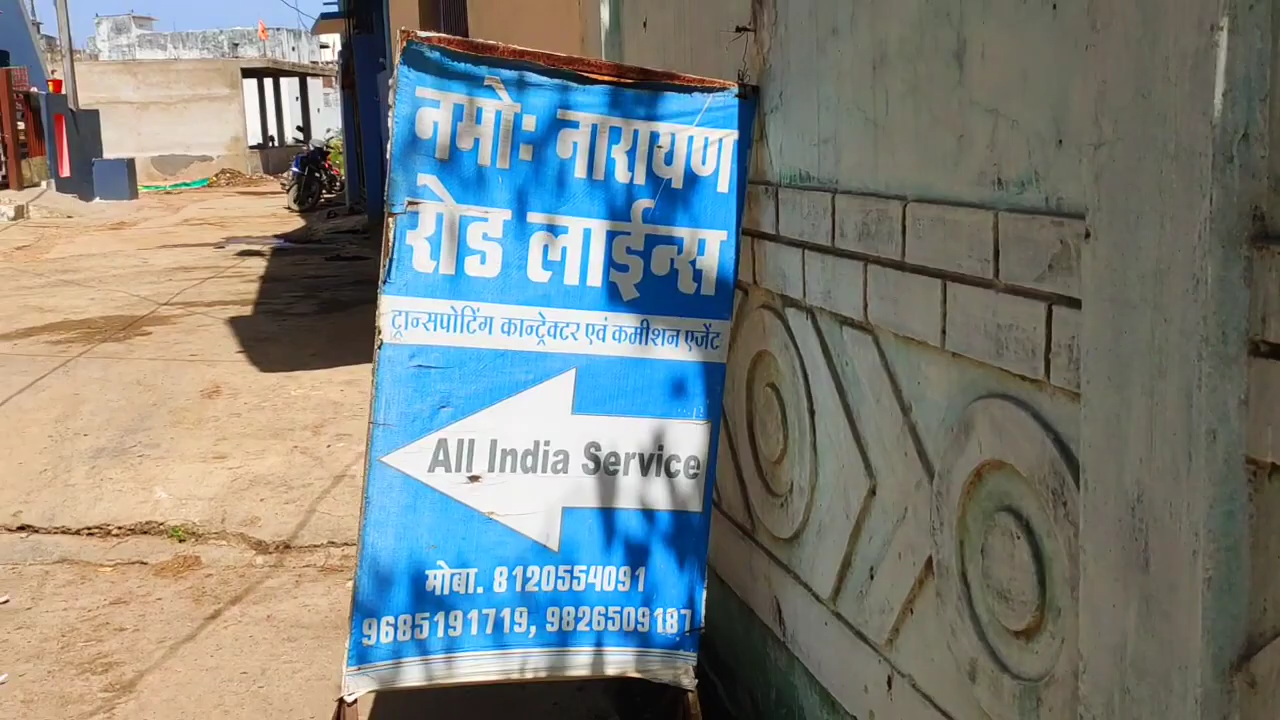 नमो: नारायण
रोड लाईन्स
ट्रान्सपोटिंग कान्ट्रेक्टर एवं कमीशन एजेंट
All India Service
मोबा. 8120554091
9685191719, 9826509187